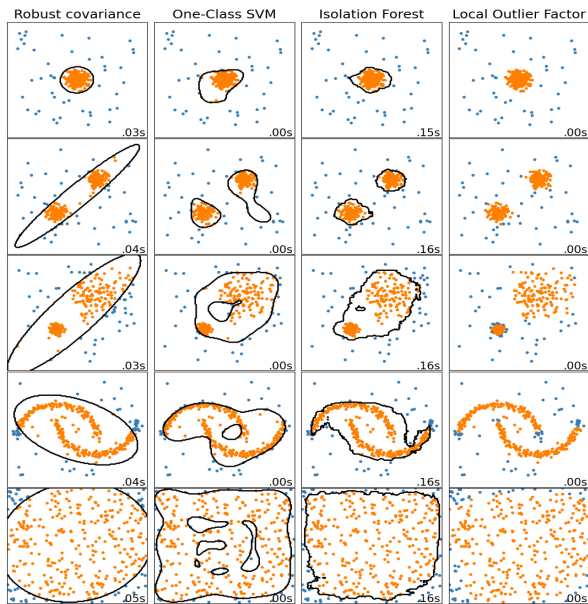 Robust covariance One-Class SVM Isolation Forest Local Outlier Factor
.03s .00s .15s .00s
.04s .00s .16s .00s
.03s .00s .16s .00s
.04s .00s .16s .00s
.05s .00s .16s .00s